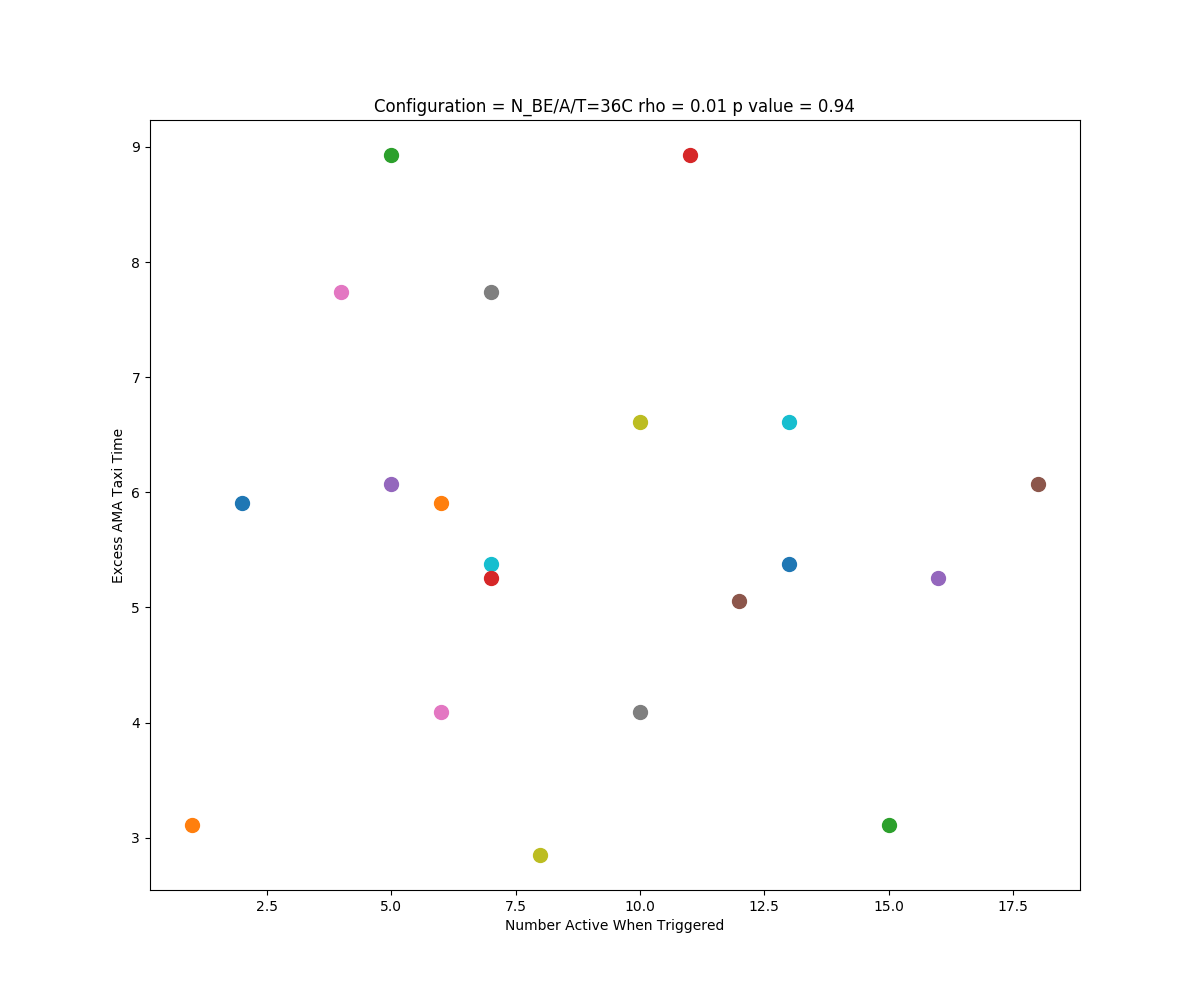 Configuration = N_BE/A/T=36C rho = 0.01 p value = 0.94
9
8
7
6
5
4
3
Excess AMA Taxi Time
2.5 5.0 7.5 10.0 12.5 15.0 17.5
Number Active When Triggered